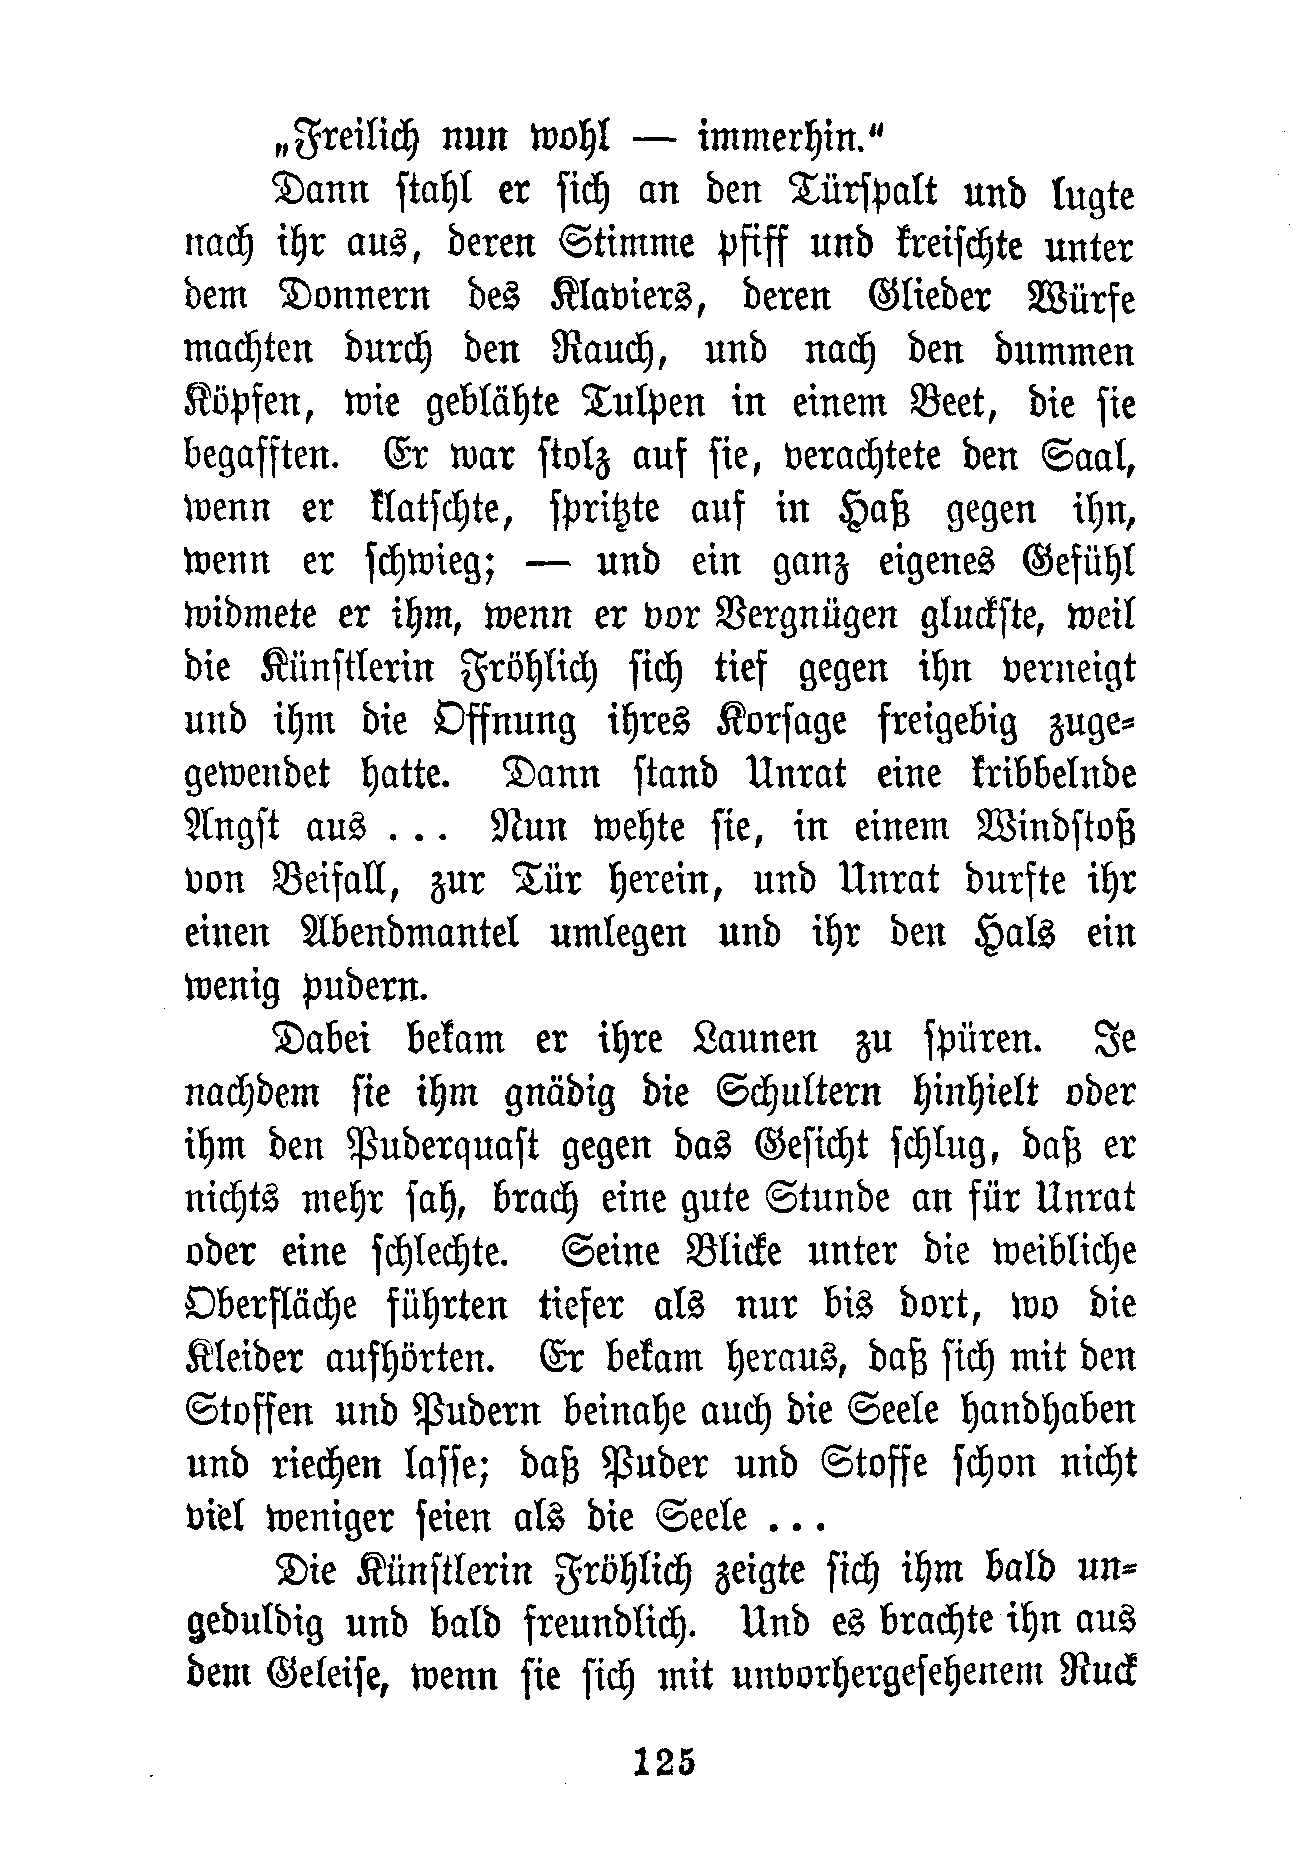 „Freilich nun wohl — immerhin.“
Dann stahl er sich an den Türspalt und lugte
nach ihr aus, deren Stimme pfiff und kreischte unter
dem Donnern des Klaviers, deren Glieder Würfe
machten durch den Rauch, und nach den dummen
Köpfen, wie geblähte Tulpen in einem Beet, die sie
begafften. Er war stolz auf sie, verachtete den Saal,
wenn er klatschte, spritzte auf in Haß gegen ihn,
wenn er schwieg; — und ein ganz eigenes Gefühl
widmete er ihm, wenn er vor Vergnügen gluckste, weil
die Künstlerin Fröhlich sich tief gegen ihn verneigt
und ihm die Öffnung ihres Korsage freigebig zuge-
gewendet hatte. Dann stand Unrat eine kribbelnde
Angst aus . . . Nun wehte sie, in einem Windstoß
von Beifall, zur Tür herein, und Unrat durfte ihr
einen Abendmantel umlegen und ihr den Hals ein
wenig pudern.
Dabei bekam er ihre Launen zu spüren. Je
nachdem sie ihm gnädig die Schultern hinhielt oder
ihm den Puderquast gegen das Gesicht schlug, daß er
nichts mehr sah, brach eine gute Stunde an für Unrat
oder eine schlechte. Seine Blicke unter die weibliche
Oberfläche führten tiefer als nur bis dort, wo die
Kleider aufhörten. Er bekam heraus, daß sich mit den
Stoffen und Pudern beinahe auch die Seele handhaben
und riechen lasse; daß Puder und Stoffe schon nicht
viel weniger seien als die Seele . . .
Die Künstlerin Fröhlich zeigte sich ihm bald un-
geduldig und bald freundlich. Und es brachte ihn aus
dem Geleise, wenn sie sich mit unvorhergesehenem Ruck
125